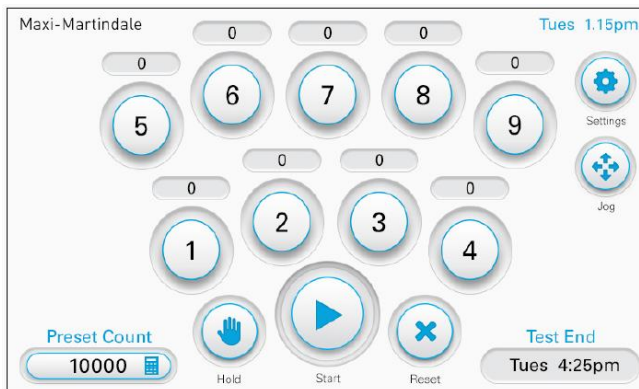 Maxi-Martindale
Tues 1.15pm
0 0 0
0 0
6 7 8
5 9
Settings
0 0
0 0
2 3
1 4
Jog
Preset Count
10000
Hold
Start
Reset
Test End
Tues 4:25pm